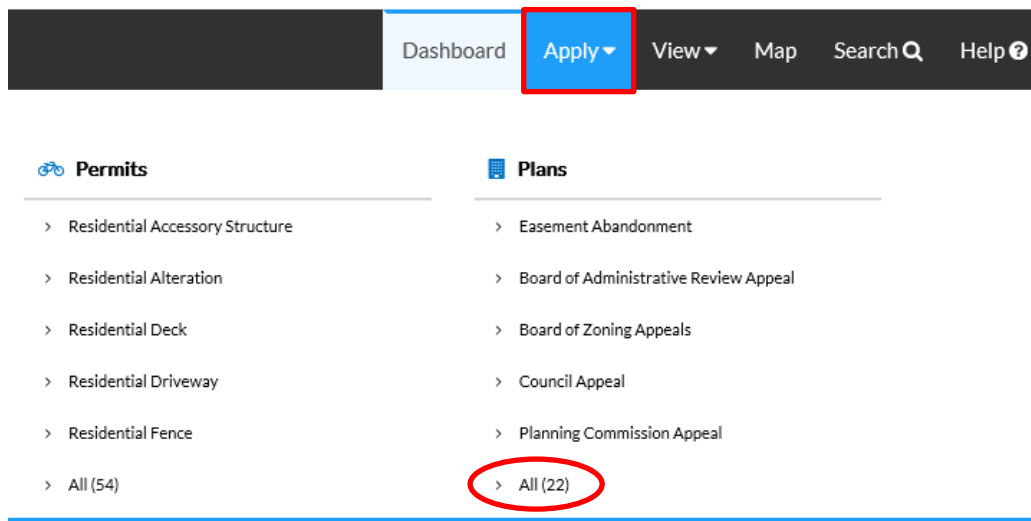 Dashboard Apply View Map Search Help
Permits
Residential Accessory Structure
Residential Alteration
Residential Deck
Residential Driveway
Residential Fence
All (54)
Plans
Easement Abandonment
Board of Administrative Review Appeal
Board of Zoning Appeals
Council Appeal
Planning Commission Appeal
All (22)